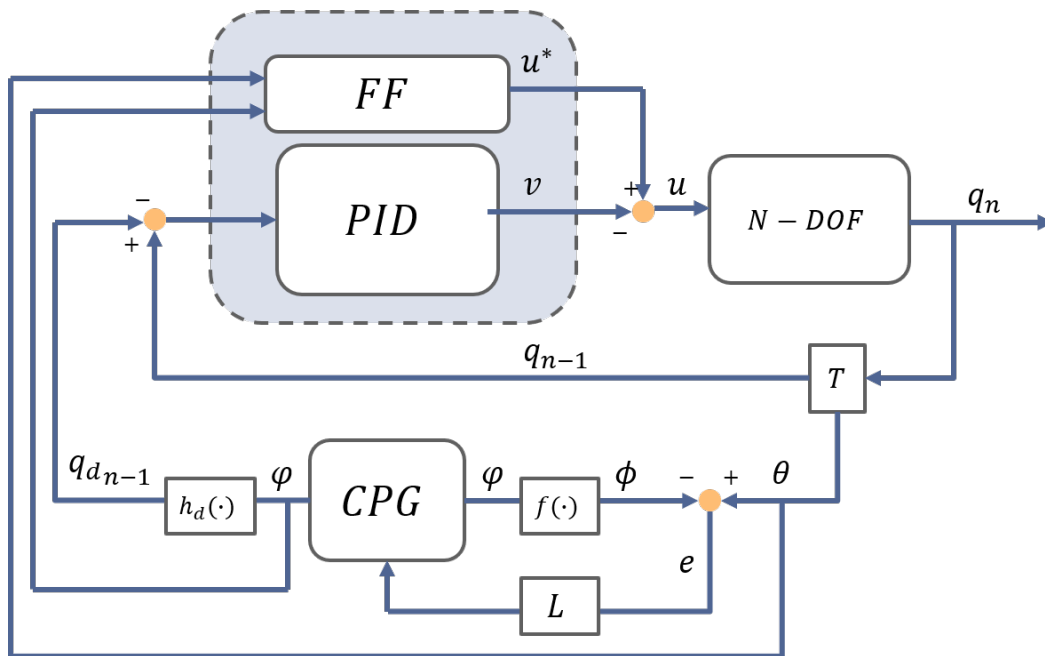 FF
u*
PID
v
+
−
u
N − DOF
q_n
−
+
q_{n−1}
T
q_{d_{n−1}}
h_d(·)
φ
CPG
φ
f(·)
ϕ
−
+
θ
e
L